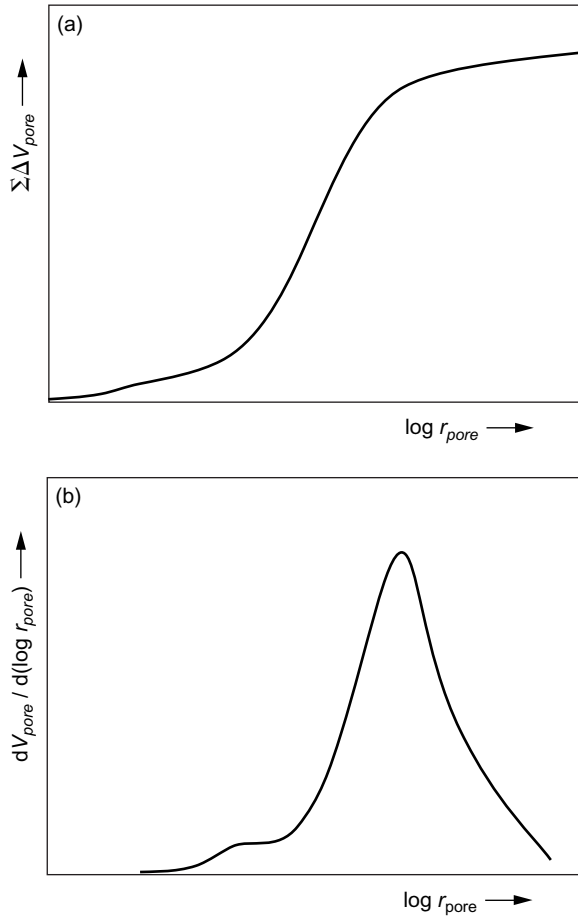 (a)
ΣΔV_pore →
log r_pore →
(b)
dV_pore / d(log r_pore) →
log r_pore →